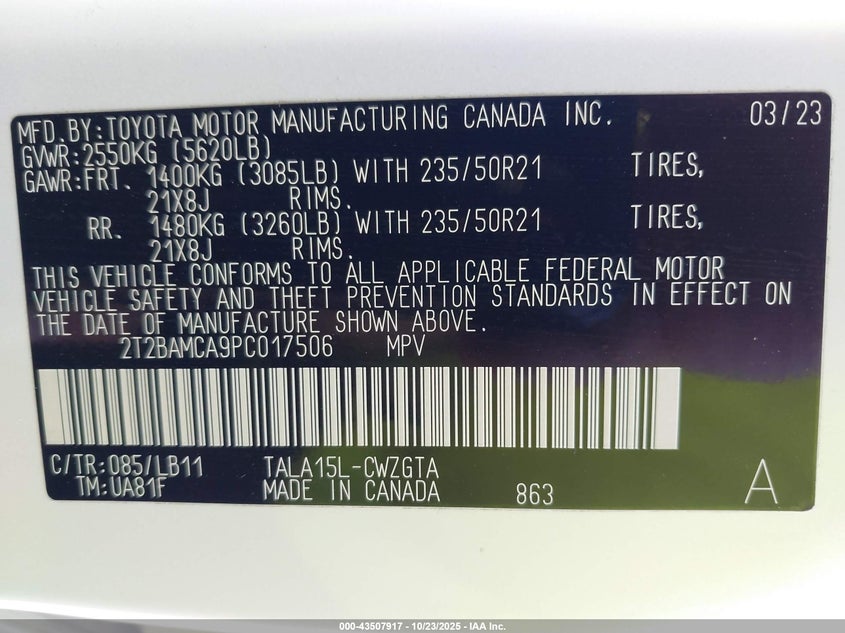 MFD. BY: TOYOTA MOTOR MANUFACTURING CANADA INC. 03/23
GVWR: 2550KG (5620LB)
GAWR: FRT. 1400KG (3085LB) WITH 235/50R21 TIRES,
21X8J RIMS.
RR. 1480KG (3260LB) WITH 235/50R21 TIRES,
21X8J RIMS.
THIS VEHICLE CONFORMS TO ALL APPLICABLE FEDERAL MOTOR
VEHICLE SAFETY AND THEFT PREVENTION STANDARDS IN EFFECT ON
THE DATE OF MANUFACTURE SHOWN ABOVE.
2T2BAMCA9PC017506 MPV
C/TR: 085/LB11 TALA15L-CWZGTA
TM: UA81F MADE IN CANADA 863 A
000-43507917 - 10/23/2025 - IAA Inc.